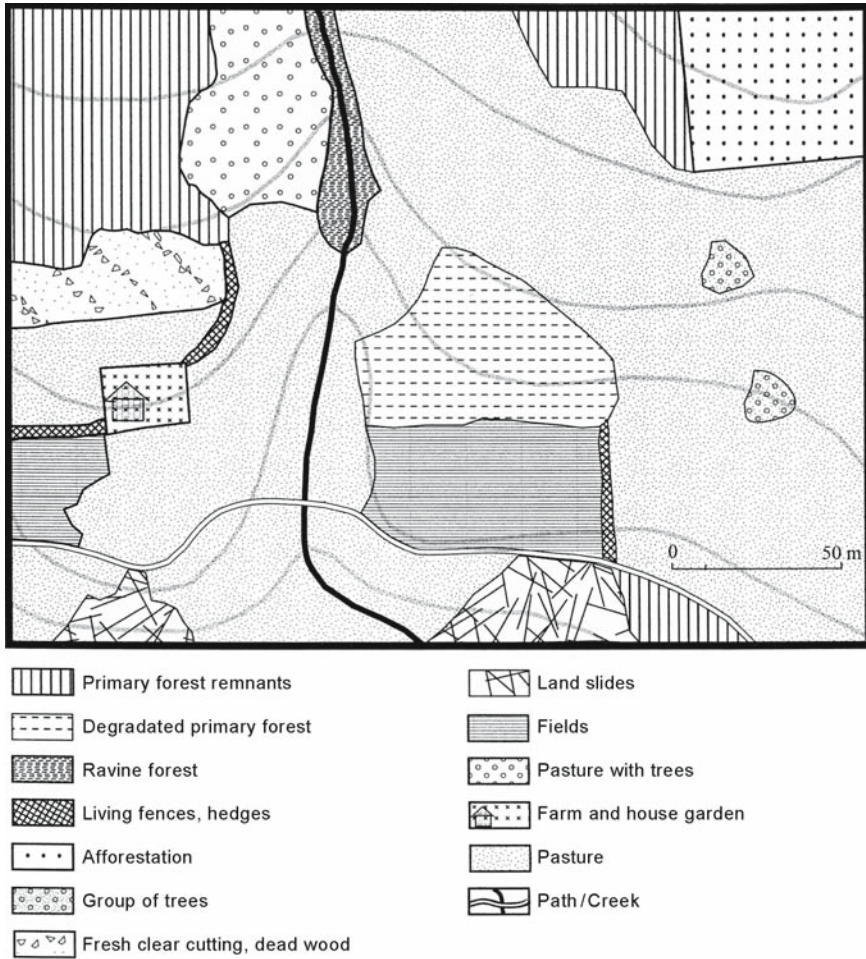 0 50 m
Primary forest remnants
Degradated primary forest
Ravine forest
Living fences, hedges
Afforestation
Group of trees
Fresh clear cutting, dead wood
Land slides
Fields
Pasture with trees
Farm and house garden
Pasture
Path/Creek